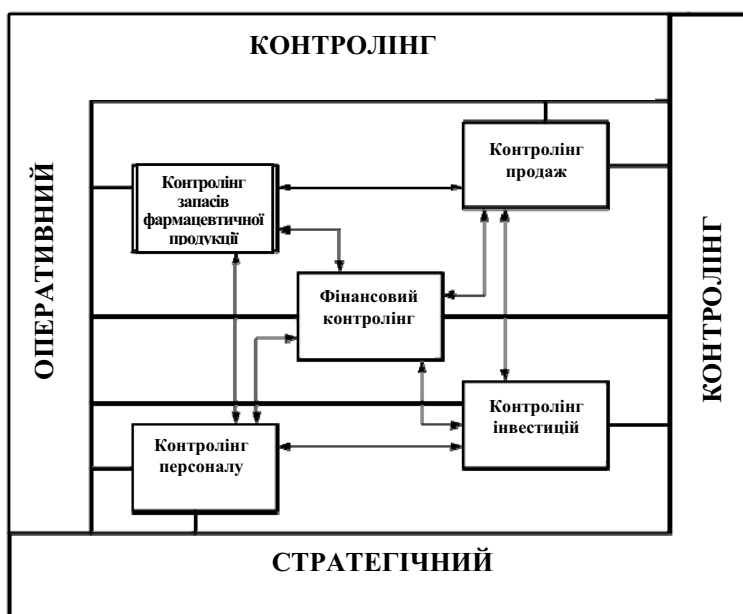 КОНТРОЛІНГ
ОПЕРАТИВНИЙ
Контролінг
продаж
Контролінг
запасів
фармацевтичної
продукції
Фінансовий
контролінг
Контролінг
інвестицій
Контролінг
персоналу
КОНТРОЛІНГ
СТРАТЕГІЧНИЙ